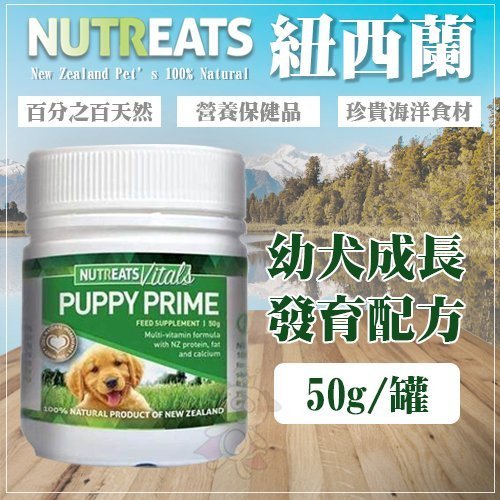 NUTREATS 紐西蘭
New Zealand Pet's 100% Natural
百分之百天然 營養保健品 珍貴海洋食材
幼犬成長
發育配方
50g/罐
NUTREATS Vitals
PUPPY PRIME
FEED SUPPLEMENT | 50g
Multi-vitamin formula
with NZ protein, fat
and calcium
100% NATURAL PRODUCT OF NEW ZEALAND